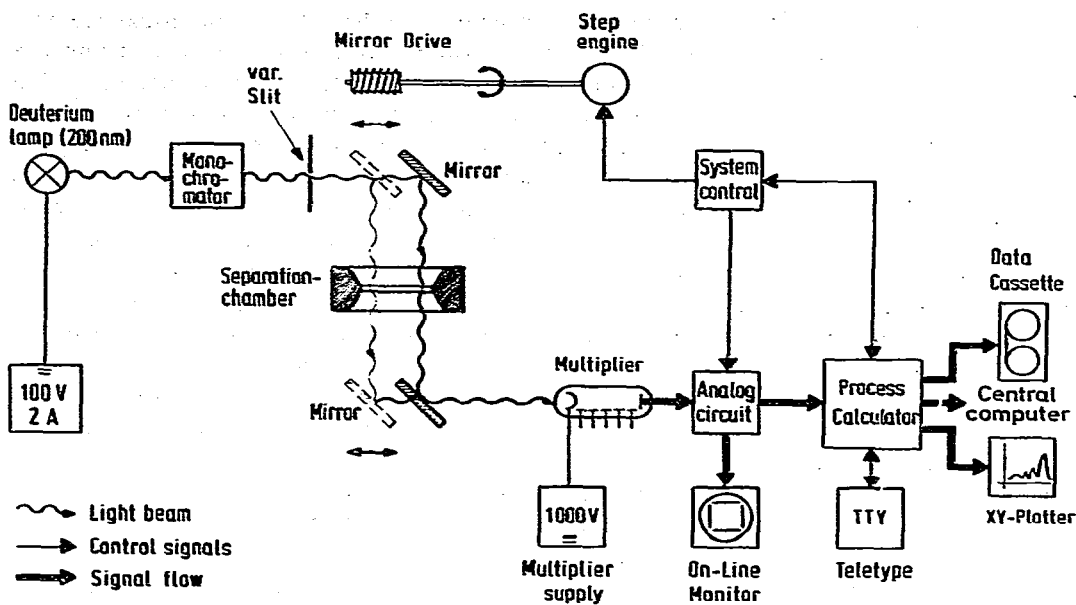 Step
engine
Mirror Drive
var.
Slit
Deuterium
lamp (200nm)
Mono-
chro-
mator
Mirror
System
control
Separation-
chamber
Data
Cassette
100 V
2 A
Mirror
Multiplier
Analog
circuit
Process
Calculator
Central
computer
1000V
TTY
XY-Plotter
Light beam
Control signals
Signal flow
Multiplier
supply
On-Line
Monitor
Teletype